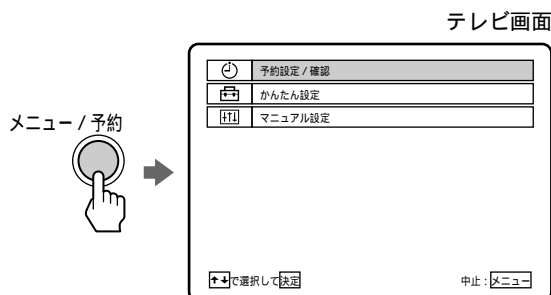 テレビ画面
メニュー / 予約
予約設定 / 確認
かんたん設定
マニュアル設定
↑↓で選択して決定
中止 : メニュー